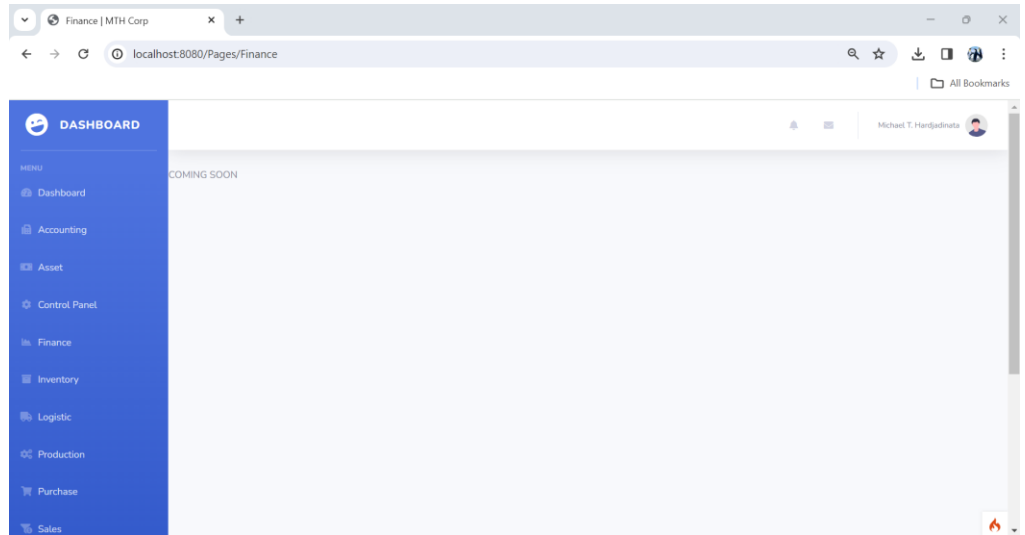 Finance | MTH Corp
localhost:8080/Pages/Finance
All Bookmarks
DASHBOARD
Michael T. Hardjadinata
MENU
COMING SOON
Dashboard
Accounting
Asset
Control Panel
Finance
Inventory
Logistic
Production
Purchase
Sales